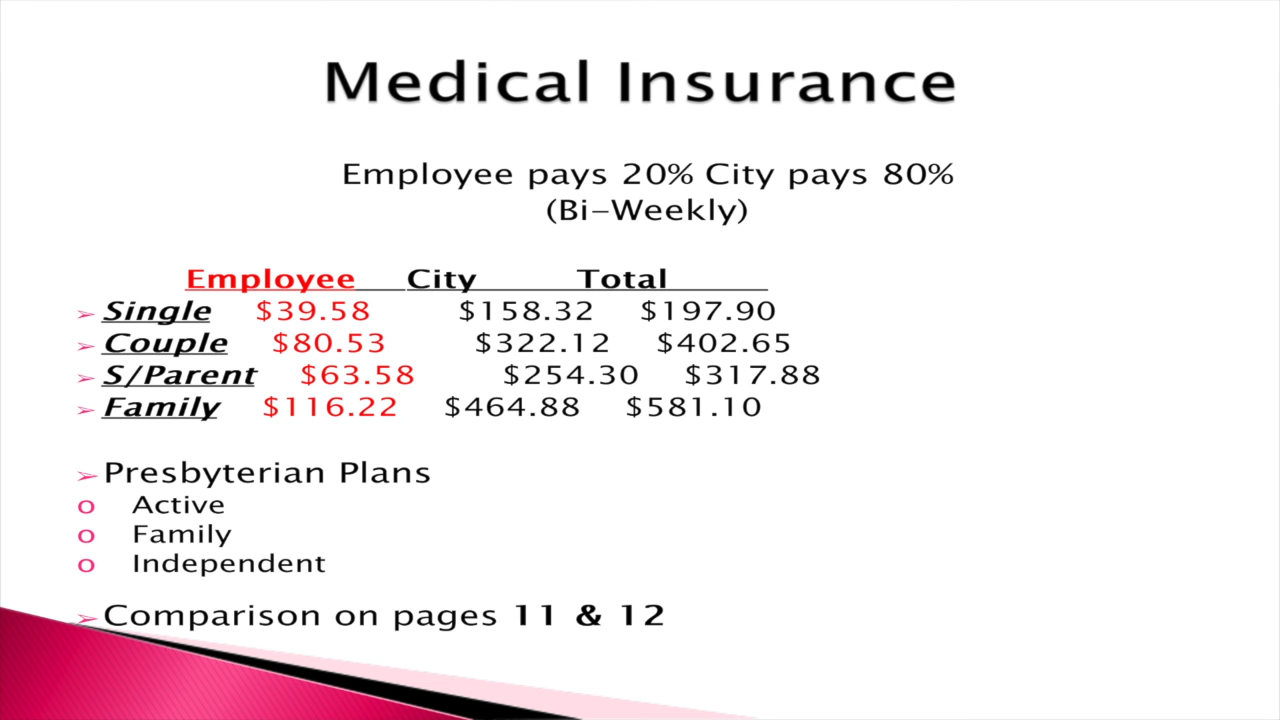 Medical Insurance
Employee pays 20% City pays 80%
(Bi-Weekly)
Employee City Total
➢ Single $39.58 $158.32 $197.90
➢ Couple $80.53 $322.12 $402.65
➢ S/Parent $63.58 $254.30 $317.88
➢ Family $116.22 $464.88 $581.10
➢ Presbyterian Plans
o Active
o Family
o Independent
➢ Comparison on pages 11 & 12